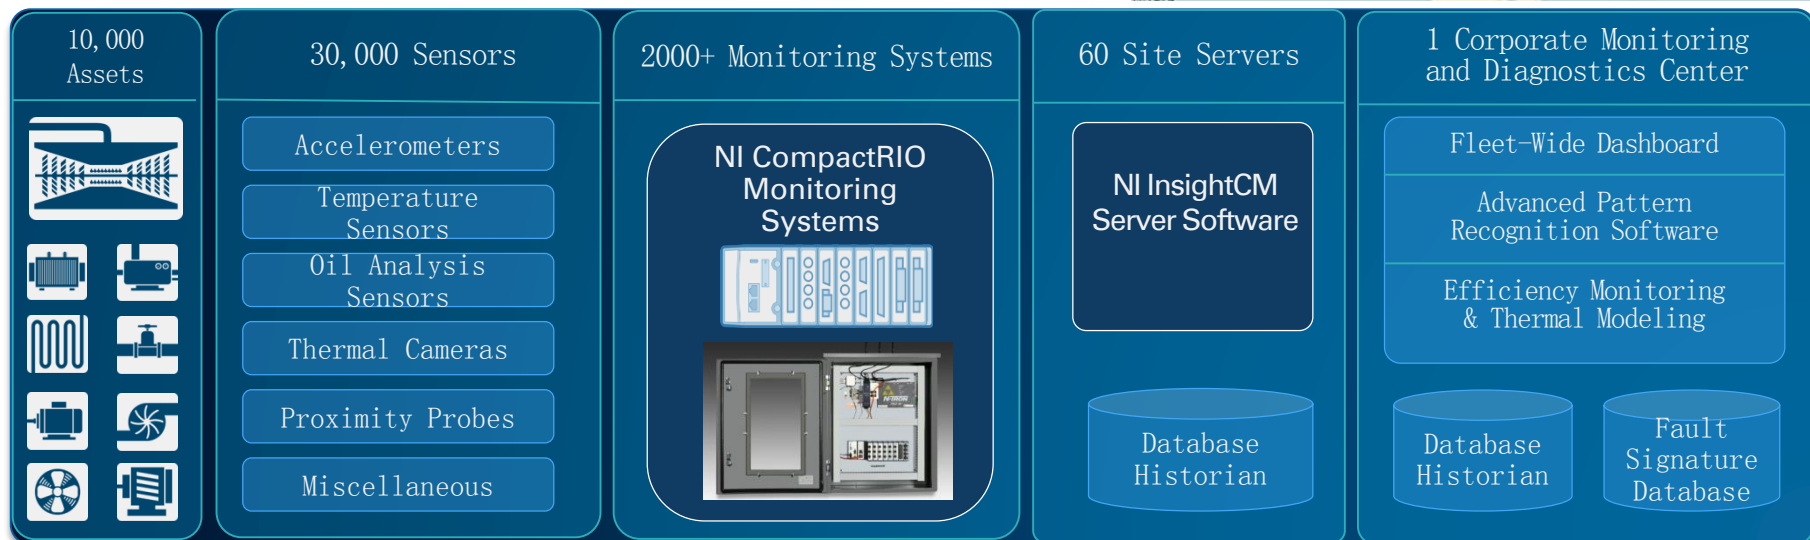 10,000
Assets
30,000 Sensors
Accelerometers
Temperature
Sensors
Oil Analysis
Sensors
Thermal Cameras
Proximity Probes
Miscellaneous
2000+ Monitoring Systems
NI CompactRIO
Monitoring
Systems
60 Site Servers
NI InsightCM
Server Software
Database
Historian
1 Corporate Monitoring
and Diagnostics Center
Fleet-Wide Dashboard
Advanced Pattern
Recognition Software
Efficiency Monitoring
& Thermal Modeling
Database
Historian
Fault
Signature
Database